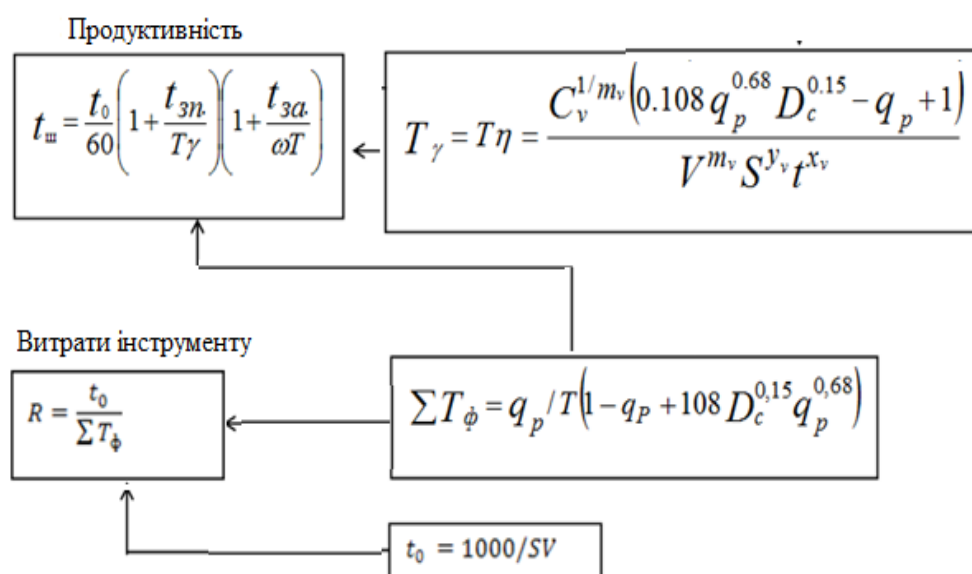 Продуктивність
t_ш = t_0/60 (1 + t_зп./Tγ)(1 + t_за./ωT)
T_γ = Tη = C_v^{1/m_v} (0.108 q_p^{0.68} D_c^{0.15} − q_p + 1) / V^{m_v} S^{y_v} t^{x_v}
Витрати інструменту
R = t_0 / ∑ T_ф
∑ T_ф = q_p / T (1 − q_P + 108 D_c^{0,15} q_p^{0,68})
t_0 = 1000/SV